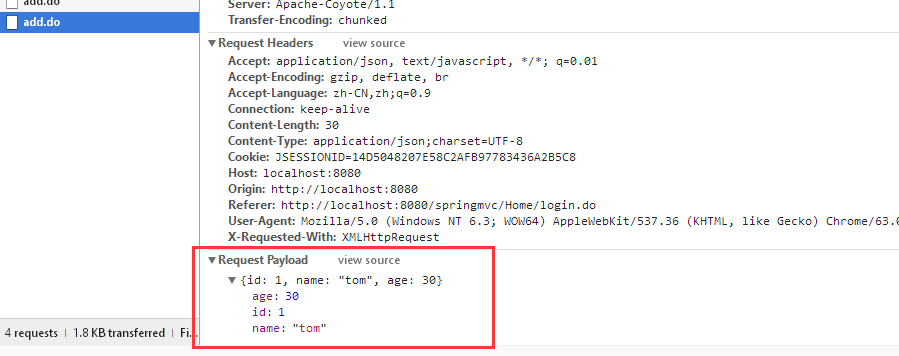 add.do
add.do
4 requests | 1.8 KB transferred | Fi...
Server: Apache-Coyote/1.1
Transfer-Encoding: chunked
▼Request Headers view source
Accept: application/json, text/javascript, */*; q=0.01
Accept-Encoding: gzip, deflate, br
Accept-Language: zh-CN,zh;q=0.9
Connection: keep-alive
Content-Length: 30
Content-Type: application/json;charset=UTF-8
Cookie: JSESSIONID=14D5048207E58C2AFB97783436A2B5C8
Host: localhost:8080
Origin: http://localhost:8080
Referer: http://localhost:8080/springmvc/Home/login.do
User-Agent: Mozilla/5.0 (Windows NT 6.3; WOW64) AppleWebKit/537.36 (KHTML, like Gecko) Chrome/63.0
X-Requested-With: XMLHttpRequest
▼Request Payload view source
▼{id: 1, name: "tom", age: 30}
age: 30
id: 1
name: "tom"